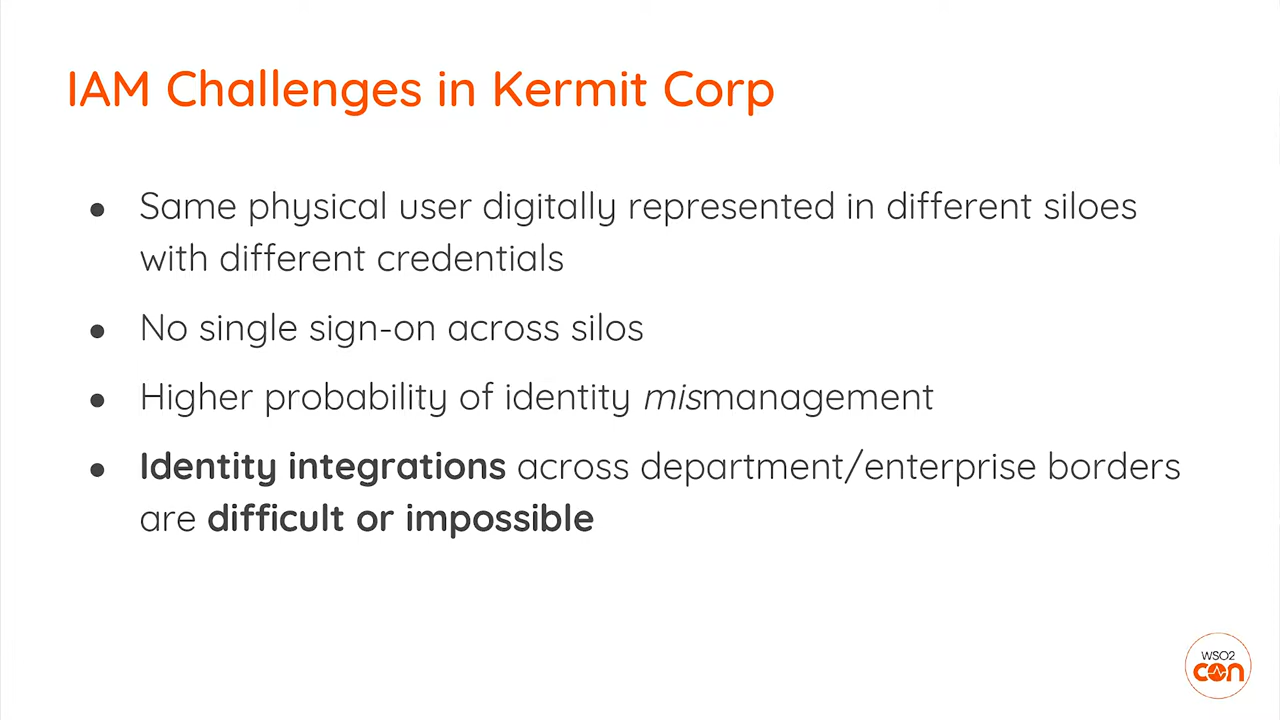 IAM Challenges in Kermit Corp
● Same physical user digitally represented in different siloes
with different credentials
● No single sign-on across silos
● Higher probability of identity mismanagement
● Identity integrations across department/enterprise borders
are difficult or impossible
WSO2
con